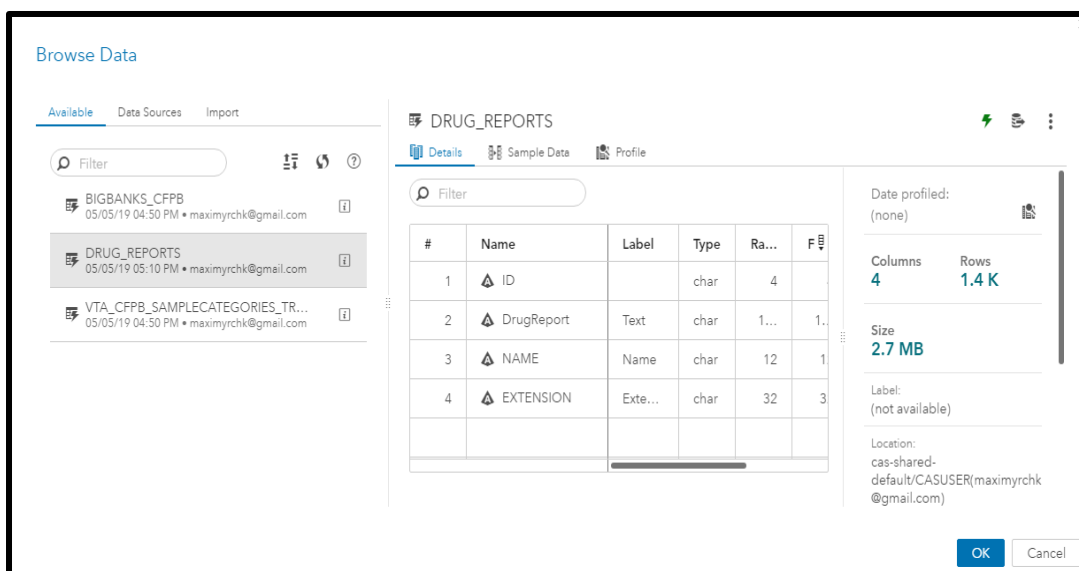 Browse Data
Available Data Sources Import
Filter
BIGBANKS_CFPB
05/05/19 04:50 PM • maximyrchk@gmail.com
DRUG_REPORTS
05/05/19 05:10 PM • maximyrchk@gmail.com
VTA_CFPB_SAMPLECATEGORIES_TR...
05/05/19 04:50 PM • maximyrchk@gmail.com
DRUG_REPORTS
Details Sample Data Profile
Filter
# Name Label Type Ra... F
1 ID char 4
2 DrugReport Text char 1... 1..
3 NAME Name char 12 1
4 EXTENSION Exte... char 32 3
Date profiled:
(none)
Columns Rows
4 1.4 K
Size
2.7 MB
Label:
(not available)
Location:
cas-shared-
default/CASUSER(maximyrchk
@gmail.com)
OK Cancel